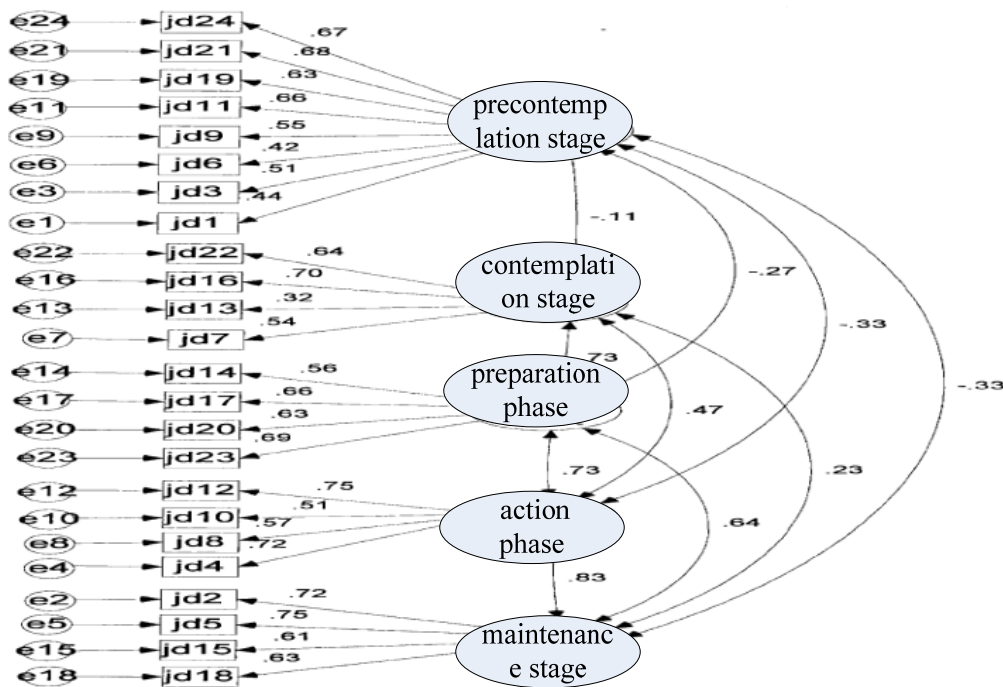 e24 jd24 .67
e21 jd21 .68
e19 jd19 .63
e11 jd11 .66
e9 jd9 .55
e6 jd6 .42
e3 jd3 .51
e1 jd1 .44
precontemp
lation stage
-.11
e22 jd22 .64
e16 jd16 .70
e13 jd13 .32
e7 jd7 .54
contemplati
on stage
-.27
-.33
-.33
.73
e14 jd14 .56
e17 jd17 .66
e20 jd20 .63
e23 jd23 .69
preparation
phase
.47
.73
.23
e12 jd12 .75
e10 jd10 .51
e8 jd8 .57
e4 jd4 .72
action
phase
.64
.83
e2 jd2 .72
e5 jd5 .75
e15 jd15 .61
e18 jd18 .63
maintenanc
e stage